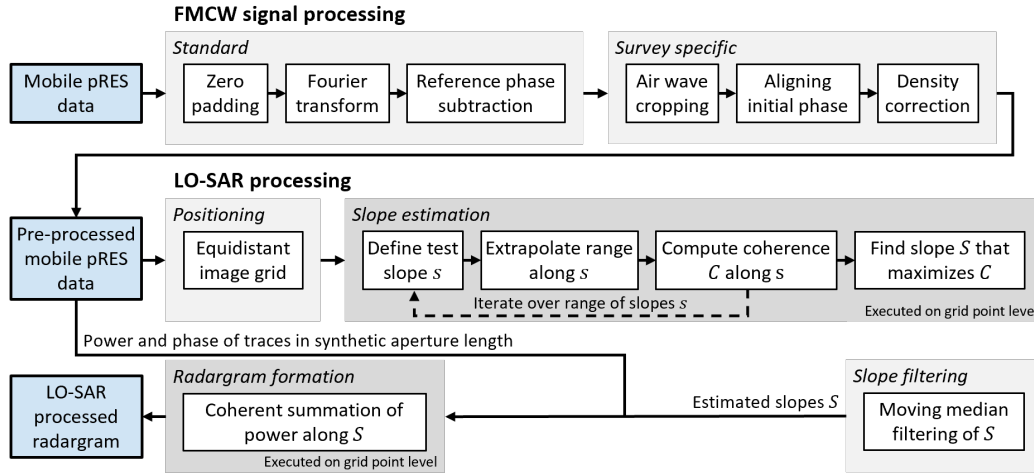 FMCW signal processing
Standard
Survey specific
Mobile pRES
data
Zero
padding
Fourier
transform
Reference phase
subtraction
Air wave
cropping
Aligning
initial phase
Density
correction
LO-SAR processing
Positioning
Slope estimation
Pre-processed
mobile pRES
data
Equidistant
image grid
Define test
slope s
Extrapolate range
along s
Compute coherence
C along s
Find slope S that
maximizes C
Iterate over range of slopes s
Executed on grid point leve
Power and phase of traces in synthetic aperture length
Radargram formation
Slope filtering
LO-SAR
processed
radargram
Coherent summation of
power along S
Executed on grid point level
Estimated slopes S
Moving median
filtering of S